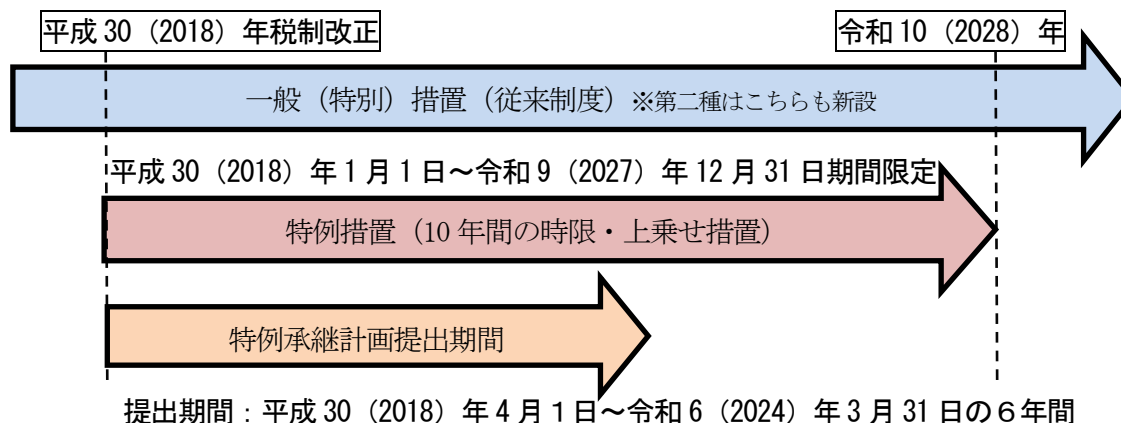 平成 30（2018）年税制改正
令和 10（2028）年
一般（特別）措置（従来制度）※第二種はこちらも新設
平成 30（2018）年 1 月 1 日～令和 9（2027）年 12 月 31 日期間限定
特例措置（10 年間の時限・上乗せ措置）
特例承継計画提出期間
提出期間：平成 30（2018）年 4 月 １ 日～令和 6（2024）年 3 月 31 日の６年間